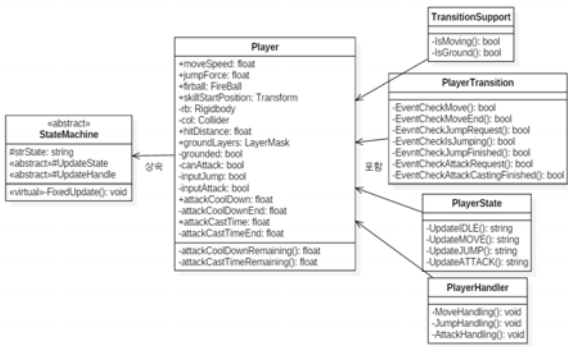 «abstract»
StateMachine
#strState: string
«abstract»#UpdateState
«abstract»#UpdateHandle
«virtual»-FixedUpdate(): void
상속
Player
+moveSpeed: float
+jumpForce: float
+firball: FireBall
+skillStartPosition: Transform
-rb: Rigidbody
-col: Collider
+hitDistance: float
+groundLayers: LayerMask
-grounded: bool
-canAttack: bool
-inputJump: bool
-inputAttack: bool
+attackCoolDown: float
-attackCoolDownEnd: float
+attackCastTime: float
-attackCastTimeEnd: float
-attackCoolDownRemaining(): float
-attackCastTimeRemaining(): float
포함
TransitionSupport
-IsMoving(): bool
-IsGround(): bool
PlayerTransition
-EventCheckMove(): bool
-EventCheckMoveEnd(): bool
-EventCheckJumpRequest(): bool
-EventCheckIsJumping(): bool
-EevntCheckJumpFinished(): bool
-EventCheckAttackRequest(): bool
-EventCheckAttackCastingFinished(): bool
PlayerState
-UpdateIDLE(): string
-UpdateMOVE(): string
-UpdateJUMP(): string
-UpdateATTACK(): string
PlayerHandler
-MoveHandling(): void
-JumpHandling(): void
-AttackHandling(): void